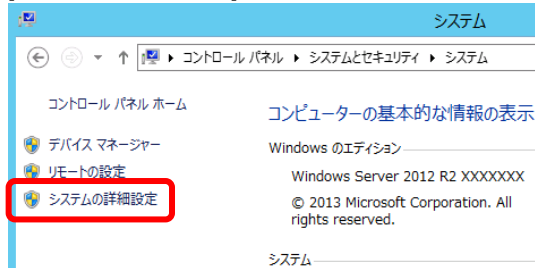 システム
コントロール パネル ▸ システムとセキュリティ ▸ システム
コントロール パネル ホーム
デバイス マネージャー
リモートの設定
システムの詳細設定
コンピューターの基本的な情報の表示
Windows のエディション
Windows Server 2012 R2 XXXXXXX
© 2013 Microsoft Corporation. All
rights reserved.
システム